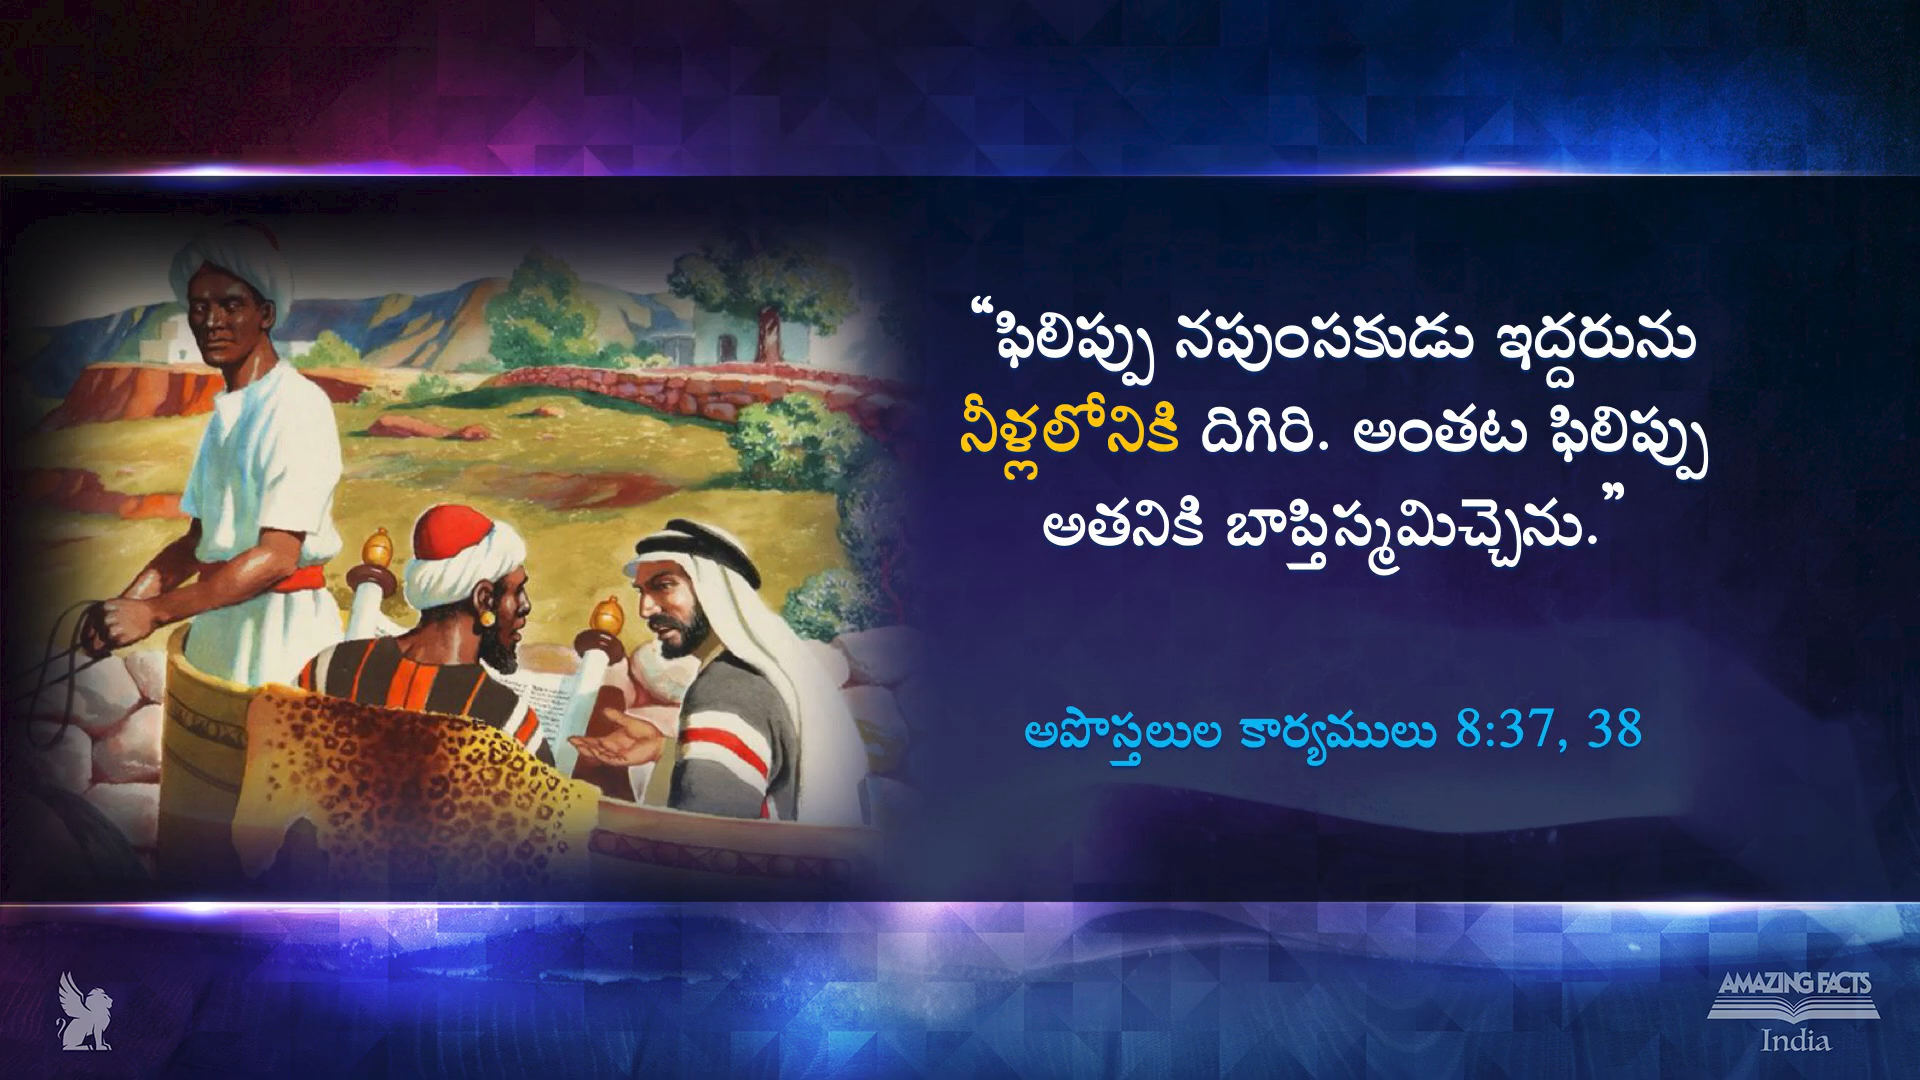 “ఫిలిప్పు నపుంసకుడు ఇద్దరును
నీళ్లలోనికి దిగిరి. అంతట ఫిలిప్పు
అతనికి బాప్తిస్మమిచ్చెను.”
అపొస్తలుల కార్యములు 8:37, 38
AMAZING FACTS
India